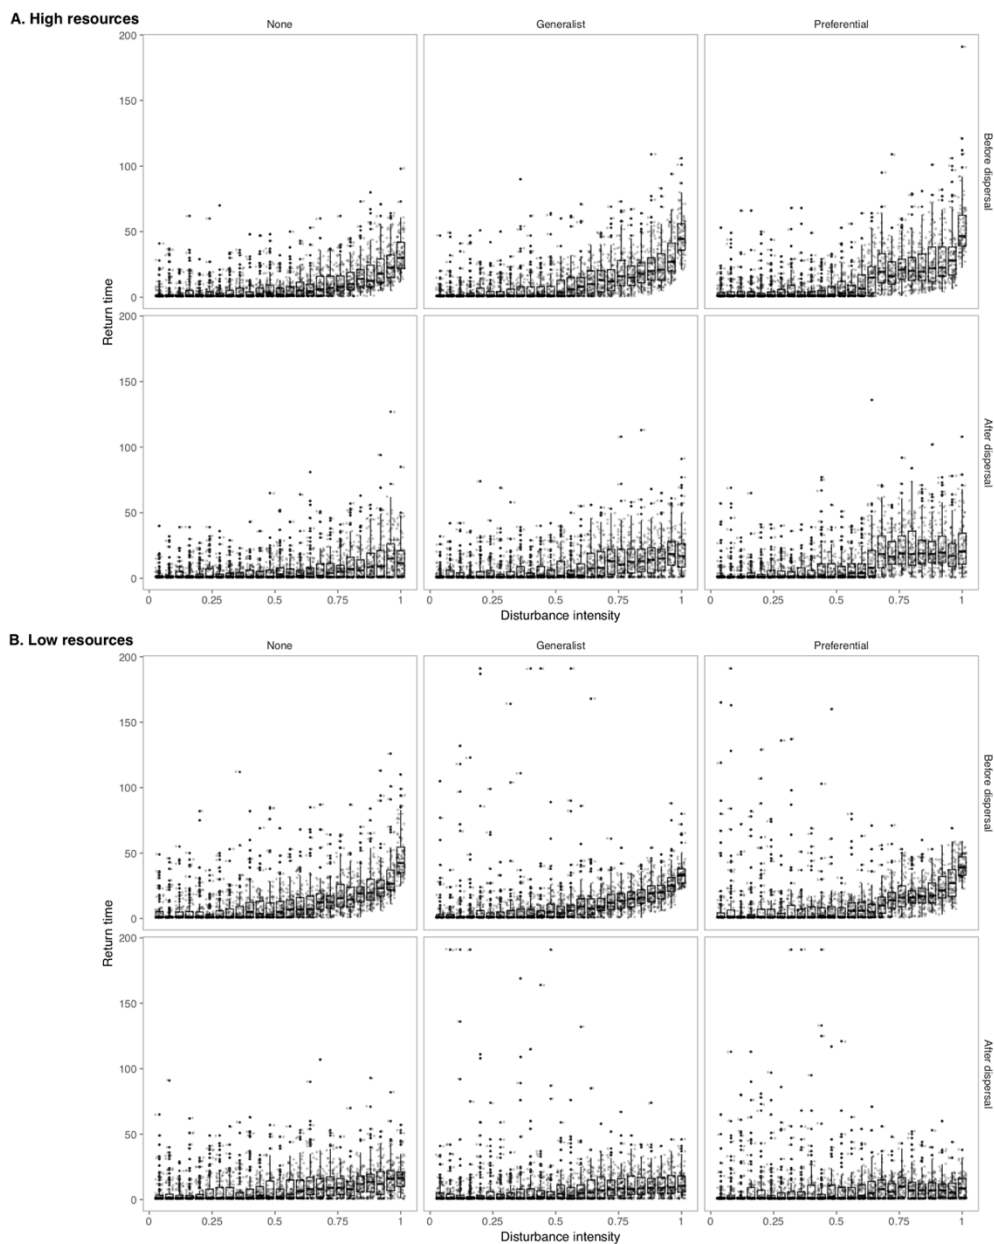 A. High resources
None Generalist Preferential
200
150
100
50
0
Before dispersal
Return time
200
150
100
50
0
After dispersal
0 0.25 0.5 0.75 1 0 0.25 0.5 0.75 1 0 0.25 0.5 0.75 1
Disturbance intensity
B. Low resources
None Generalist Preferential
200
150
100
50
0
Before dispersal
Return time
200
150
100
50
0
After dispersal
0 0.25 0.5 0.75 1 0 0.25 0.5 0.75 1 0 0.25 0.5 0.75 1
Disturbance intensity